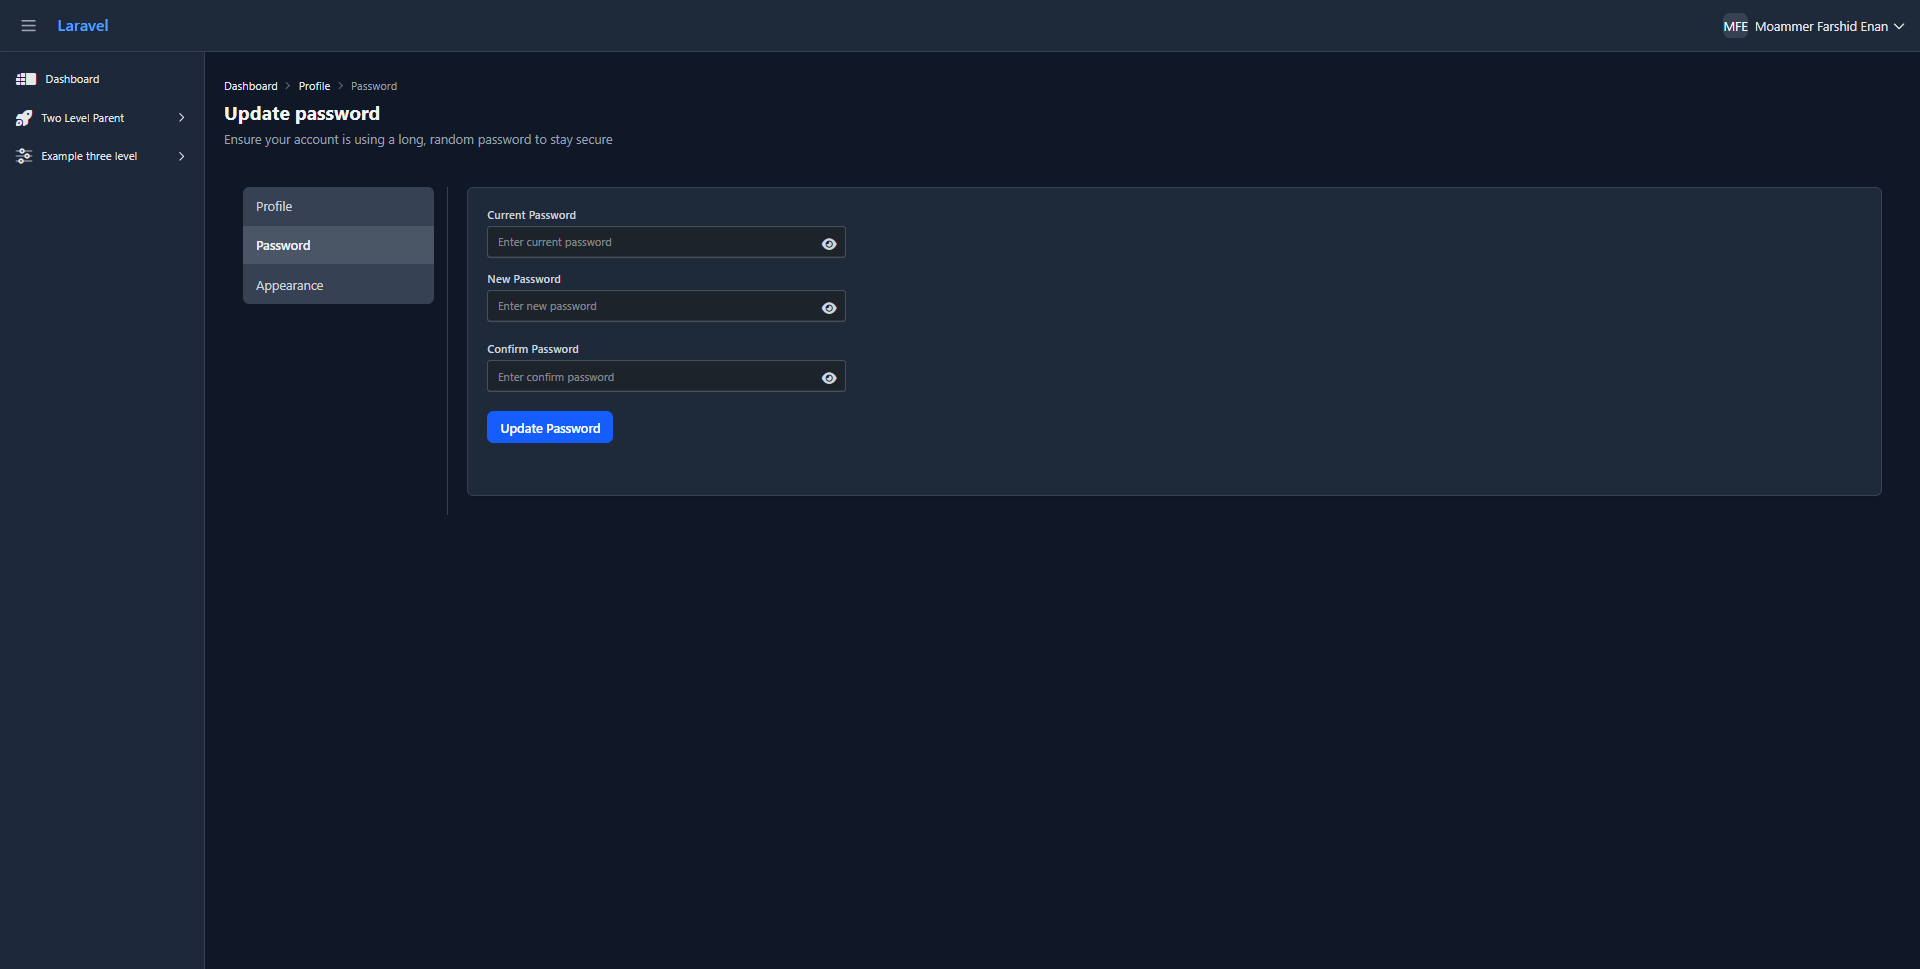 Laravel
MFE Moammer Farshid Enan
Dashboard
Two Level Parent
Example three level
Dashboard Profile Password
Update password
Ensure your account is using a long, random password to stay secure
Profile
Password
Appearance
Current Password
Enter current password
New Password
Enter new password
Confirm Password
Enter confirm password
Update Password